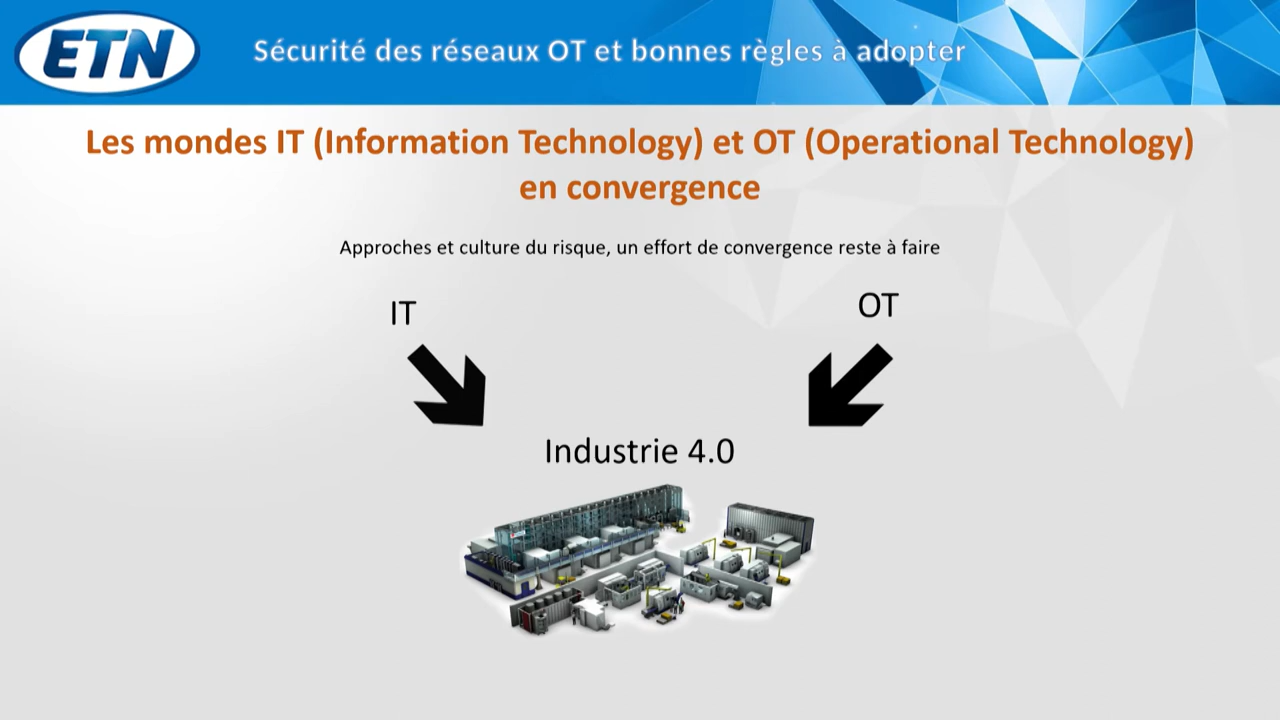 ETN
Sécurité des réseaux OT et bonnes règles à adopter
Les mondes IT (Information Technology) et OT (Operational Technology)
en convergence
Approches et culture du risque, un effort de convergence reste à faire
IT
OT
Industrie 4.0